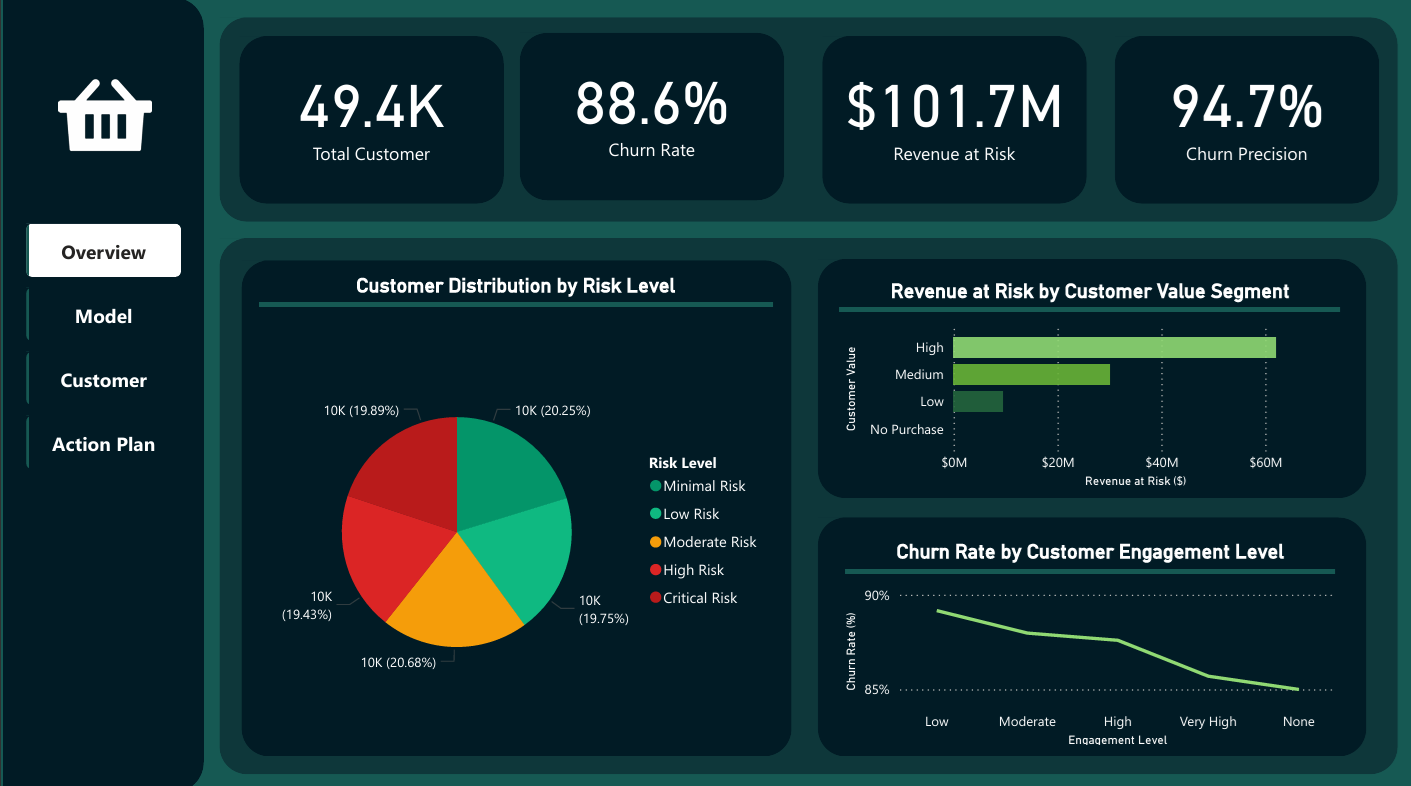 49.4K
Total Customer
88.6%
Churn Rate
$101.7M
Revenue at Risk
94.7%
Churn Precision
Overview
Model
Customer
Action Plan
Customer Distribution by Risk Level
10K (19.89%)
10K (20.25%)
10K
(19.43%)
10K
(19.75%)
10K (20.68%)
Risk Level
Minimal Risk
Low Risk
Moderate Risk
High Risk
Critical Risk
Revenue at Risk by Customer Value Segment
Customer Value
High
Medium
Low
No Purchase
$0M
$20M
$40M
$60M
Revenue at Risk ($)
Churn Rate by Customer Engagement Level
Churn Rate (%)
90%
85%
Low
Moderate
High
Very High
None
Engagement Level